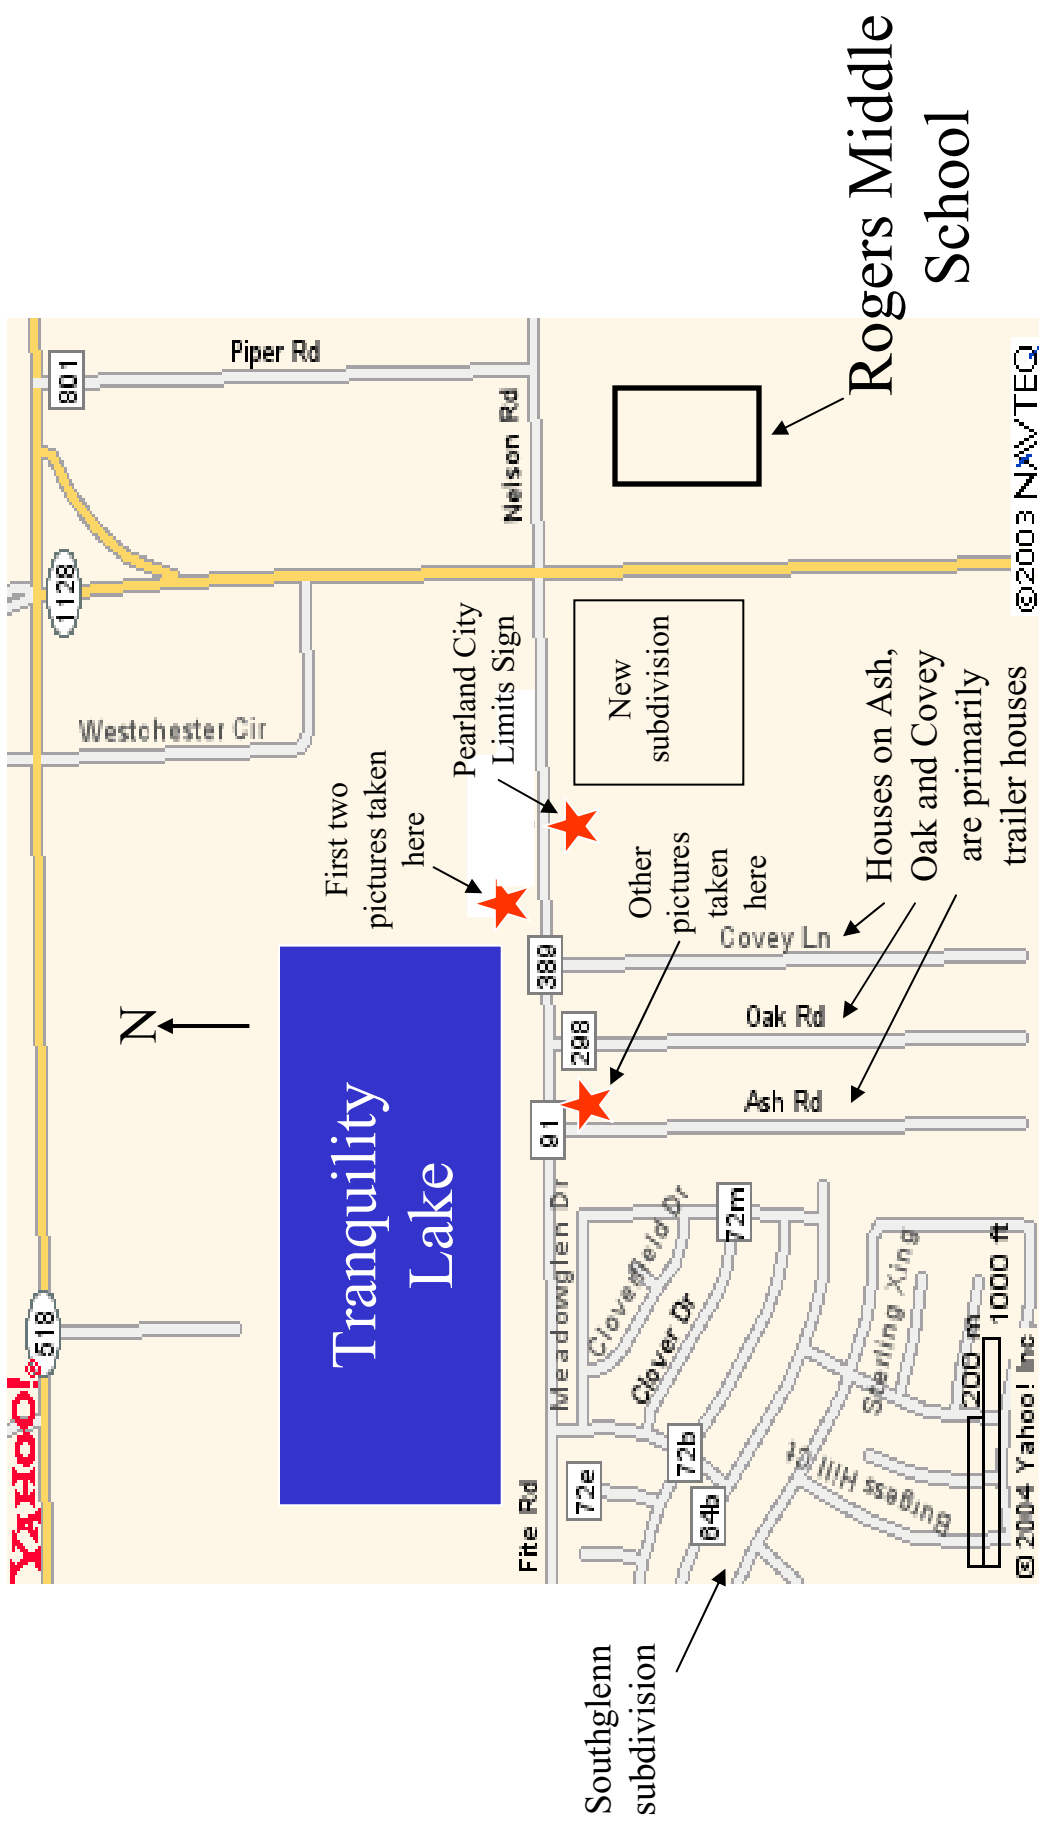 YAHOO!®
518
1128
801
N
Westchester Cir
Piper Rd
Tranquility
Lake
First two
pictures taken
here
Pearland City
Limits Sign
Nelson Rd
Fite Rd
Meadowglen Dr
91
389
298
Other
pictures
taken
here
New
subdivision
Southglenn
subdivision
72e
72b
64b
72m
Cloverfield Dr
Clover Dr
Ash Rd
Oak Rd
Covey Ln
Rogers Middle
School
Burgess Hill Ct
Sterling Xing
Houses on Ash,
Oak and Covey
are primarily
trailer houses
200 m
1000 ft
© 2004 Yahoo! Inc
©2003 NAVTEQ